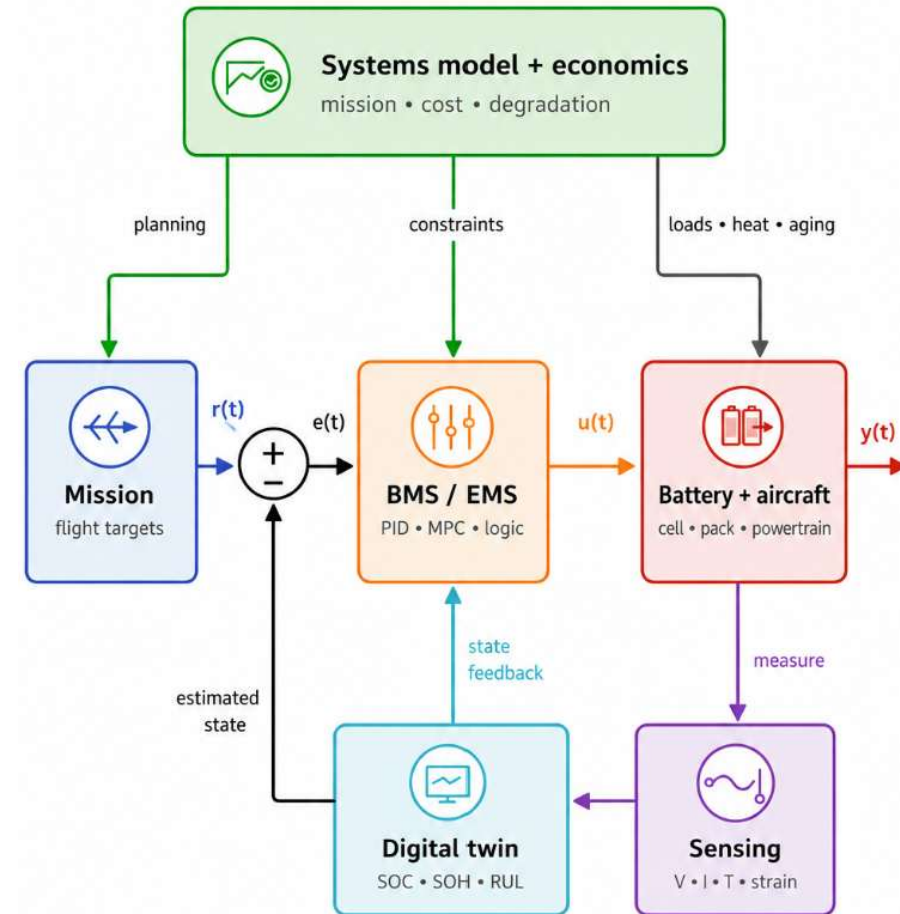 Systems model + economics
mission • cost • degradation
planning
constraints
loads • heat • aging
r(t)
+
−
e(t)
u(t)
y(t)
Mission
flight targets
BMS / EMS
PID • MPC • logic
Battery + aircraft
cell • pack • powertrain
state
feedback
measure
estimated
state
Digital twin
SOC • SOH • RUL
Sensing
V • I • T • strain